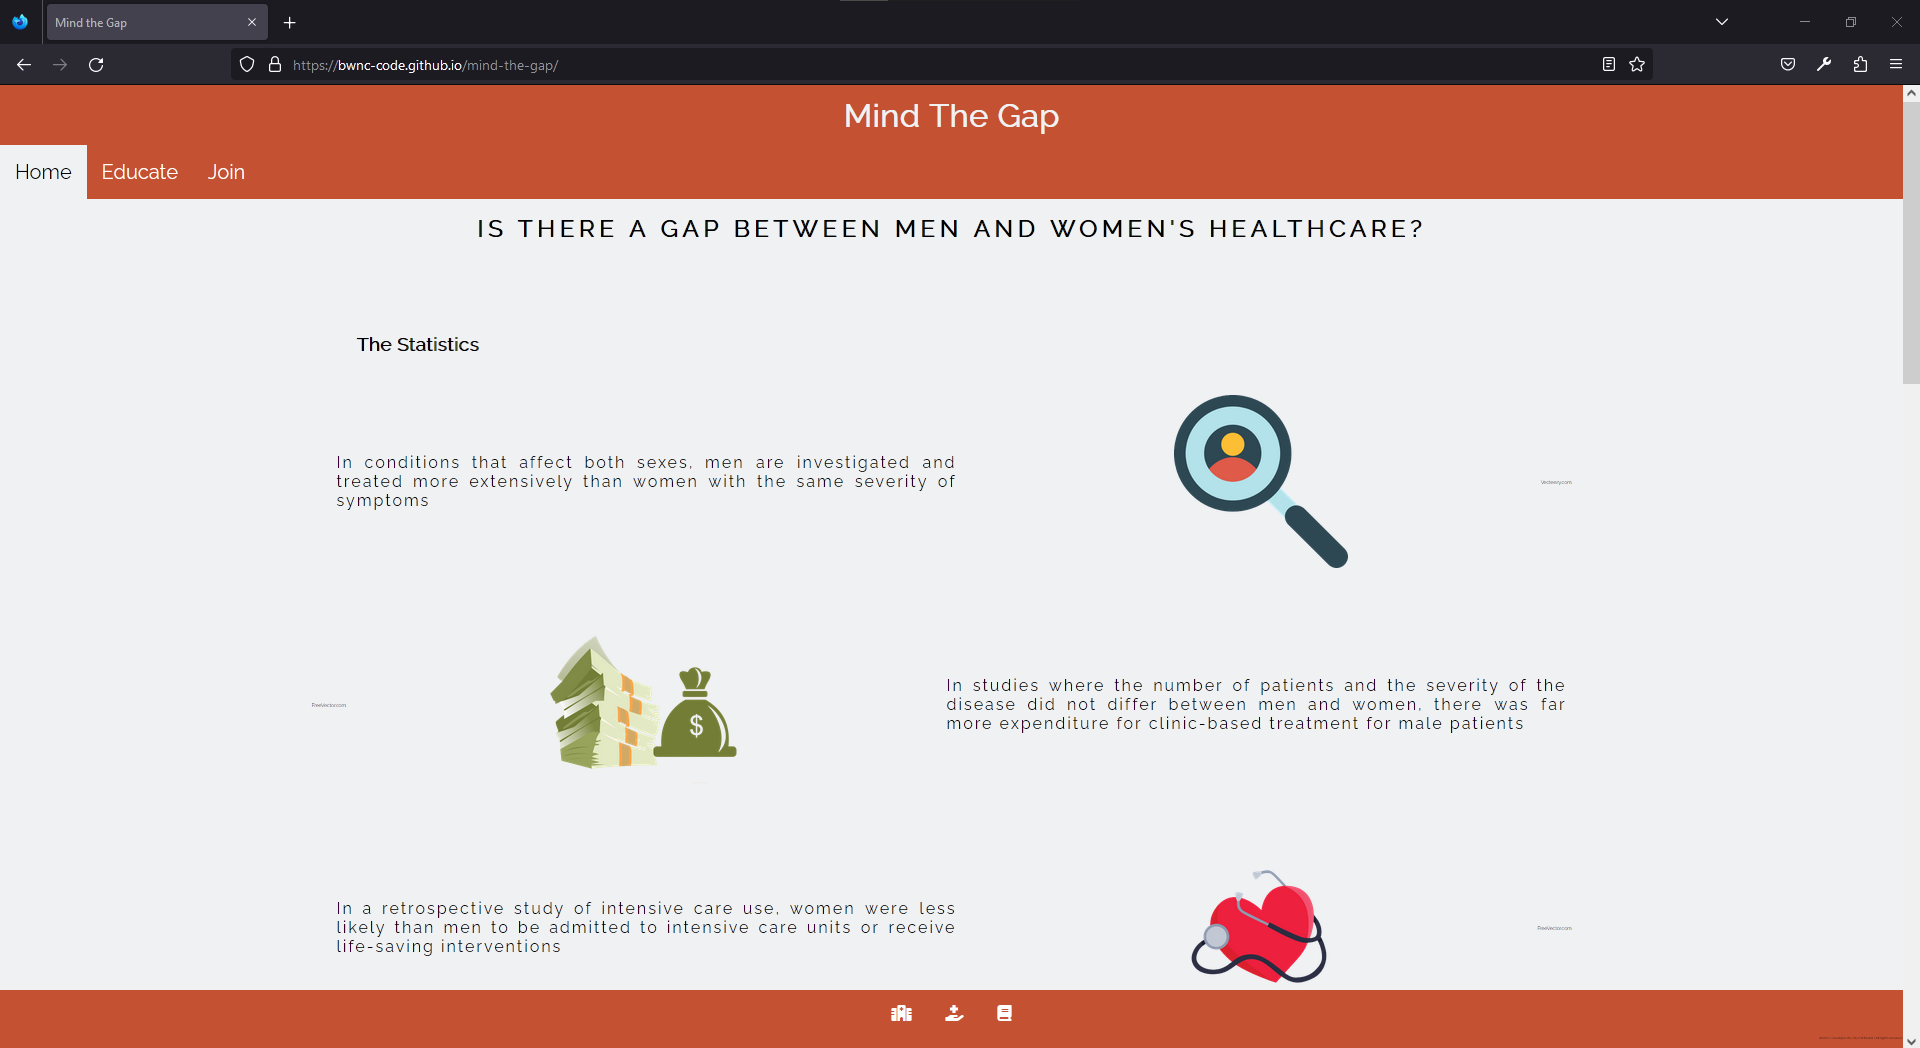 Mind the Gap
https://bwnc-code.github.io/mind-the-gap/
Mind The Gap
Home Educate Join
IS THERE A GAP BETWEEN MEN AND WOMEN'S HEALTHCARE?
The Statistics
In conditions that affect both sexes, men are investigated and
treated more extensively than women with the same severity of
symptoms
Vecteezy.com
$
FreeVector.com
In studies where the number of patients and the severity of the
disease did not differ between men and women, there was far
more expenditure for clinic-based treatment for male patients
In a retrospective study of intensive care use, women were less
likely than men to be admitted to intensive care units or receive
life-saving interventions
FreeVector.com